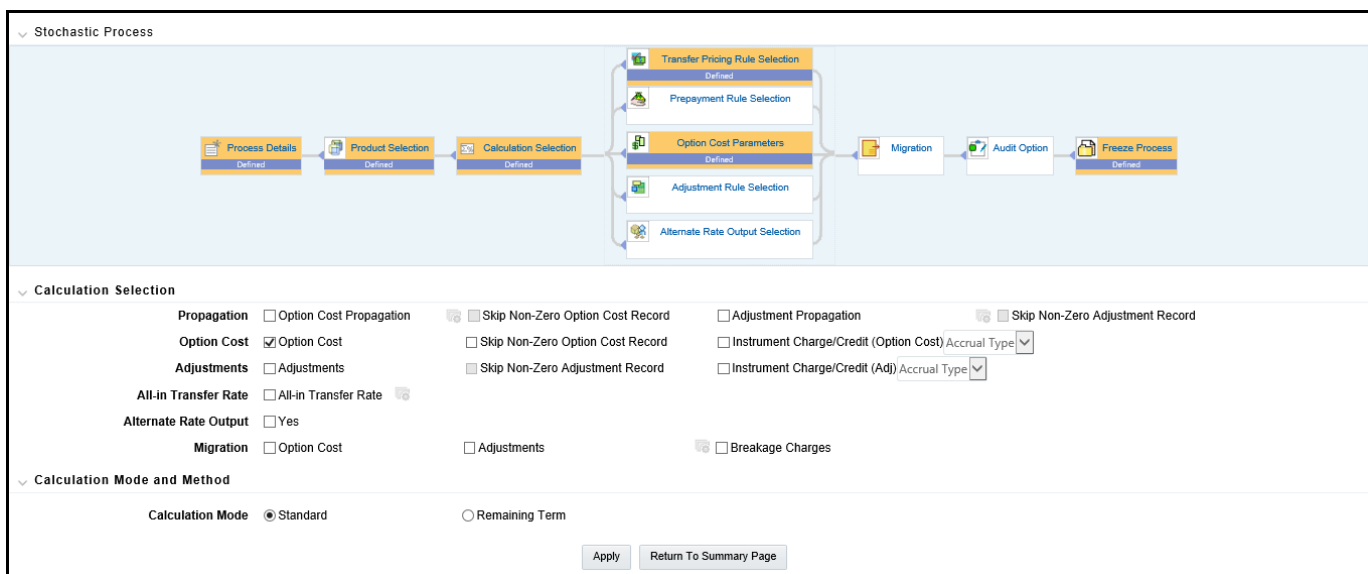 Stochastic Process
Transfer Pricing Rule Selection
Defined
Prepayment Rule Selection
Process Details
Defined
Product Selection
Defined
Calculation Selection
Defined
Option Cost Parameters
Defined
Migration
Audit Option
Freeze Process
Defined
Adjustment Rule Selection
Alternate Rate Output Selection
Calculation Selection
Propagation Option Cost Propagation Skip Non-Zero Option Cost Record Adjustment Propagation Skip Non-Zero Adjustment Record
Option Cost Option Cost Skip Non-Zero Option Cost Record Instrument Charge/Credit (Option Cost) Accrual Type
Adjustments Adjustments Skip Non-Zero Adjustment Record Instrument Charge/Credit (Adj) Accrual Type
All-in Transfer Rate All-in Transfer Rate
Alternate Rate Output Yes
Migration Option Cost Adjustments Breakage Charges
Calculation Mode and Method
Calculation Mode Standard Remaining Term
Apply Return To Summary Page